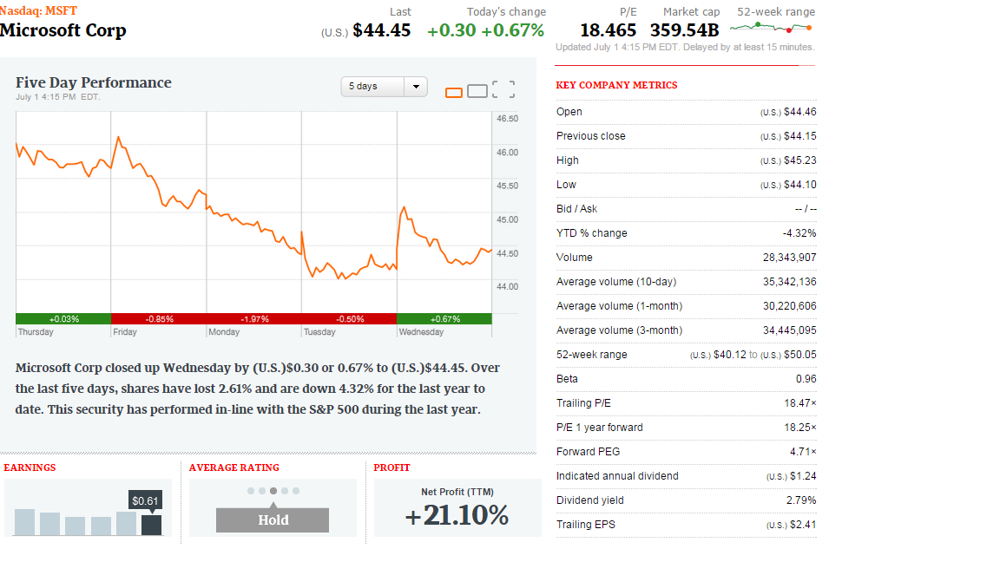 Nasdaq: MSFT
Microsoft Corp
Last
(U.S.) $44.45
Today's change
+0.30 +0.67%
P/E
18.465
Market cap
359.54B
52-week range
Updated July 1 4:15 PM EDT. Delayed by at least 15 minutes.
Five Day Performance
July 1 4:15 PM EDT.
5 days
46.50
46.00
45.50
45.00
44.50
44.00
+0.03% -0.85% -1.97% -0.50% +0.67%
Thursday Friday Monday Tuesday Wednesday
Microsoft Corp closed up Wednesday by (U.S.)$0.30 or 0.67% to (U.S.)$44.45. Over
the last five days, shares have lost 2.61% and are down 4.32% for the last year to
date. This security has performed in-line with the S&P 500 during the last year.
EARNINGS
$0.61
AVERAGE RATING
Hold
PROFIT
Net Profit (TTM)
+21.10%
KEY COMPANY METRICS
Open (U.S.) $44.46
Previous close (U.S.) $44.15
High (U.S.) $45.23
Low (U.S.) $44.10
Bid / Ask -- / --
YTD % change -4.32%
Volume 28,343,907
Average volume (10-day) 35,342,136
Average volume (1-month) 30,220,606
Average volume (3-month) 34,445,095
52-week range (U.S.) $40.12 to (U.S.) $50.05
Beta 0.96
Trailing P/E 18.47×
P/E 1 year forward 18.25×
Forward PEG 4.71×
Indicated annual dividend (U.S.) $1.24
Dividend yield 2.79%
Trailing EPS (U.S.) $2.41